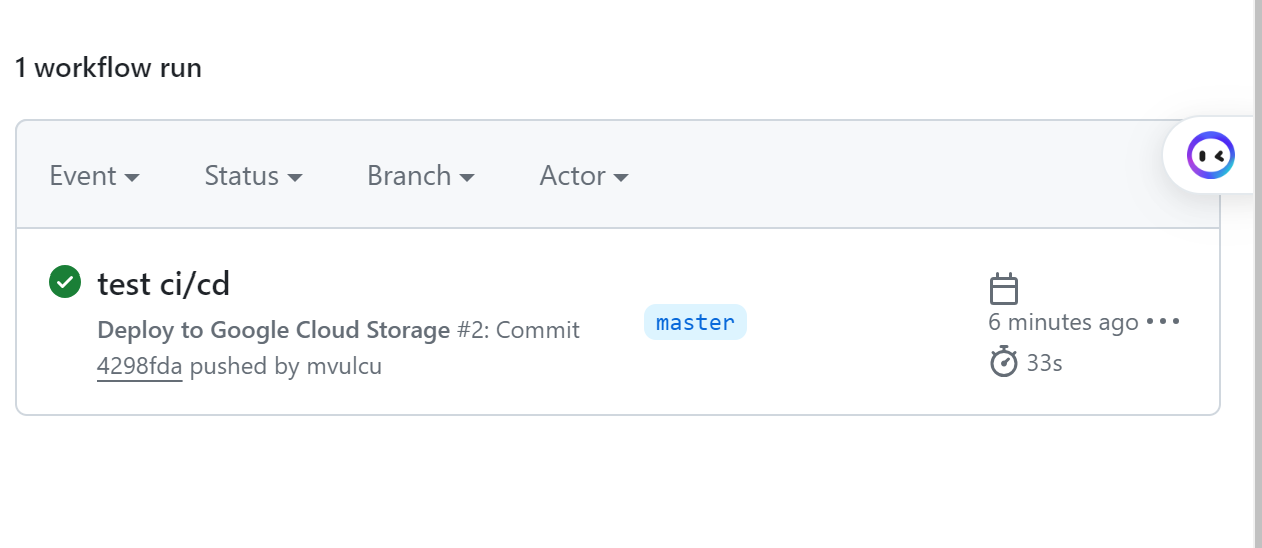 1 workflow run
Event Status Branch Actor
test ci/cd
Deploy to Google Cloud Storage #2: Commit
4298fda pushed by mvulcu
master
6 minutes ago
33s